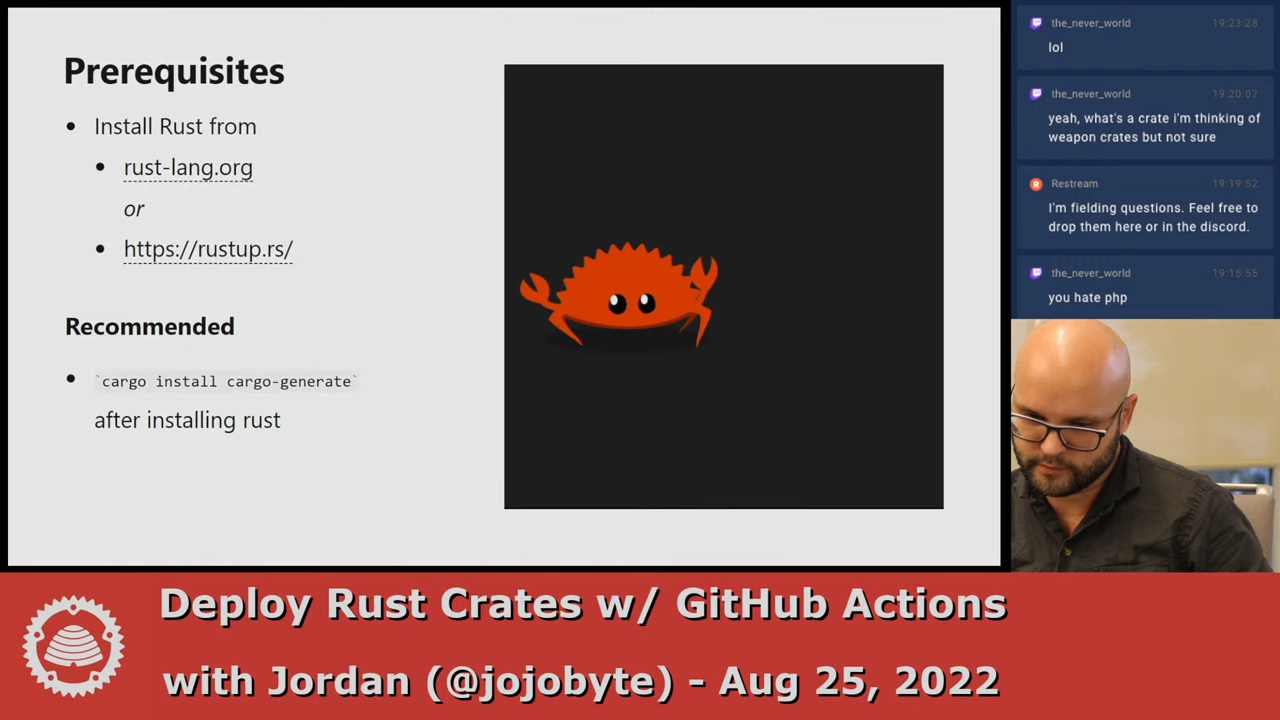 Prerequisites
• Install Rust from
• rust-lang.org
or
• https://rustup.rs/
Recommended
• `cargo install cargo-generate`
after installing rust
the_never_world 19:23:28
lol
the_never_world 19:20:07
yeah, what's a crate i'm thinking of
weapon crates but not sure
Restream 19:19:52
I'm fielding questions. Feel free to
drop them here or in the discord.
the_never_world 19:15:55
you hate php
Deploy Rust Crates w/ GitHub Actions
with Jordan (@jojobyte) - Aug 25, 2022